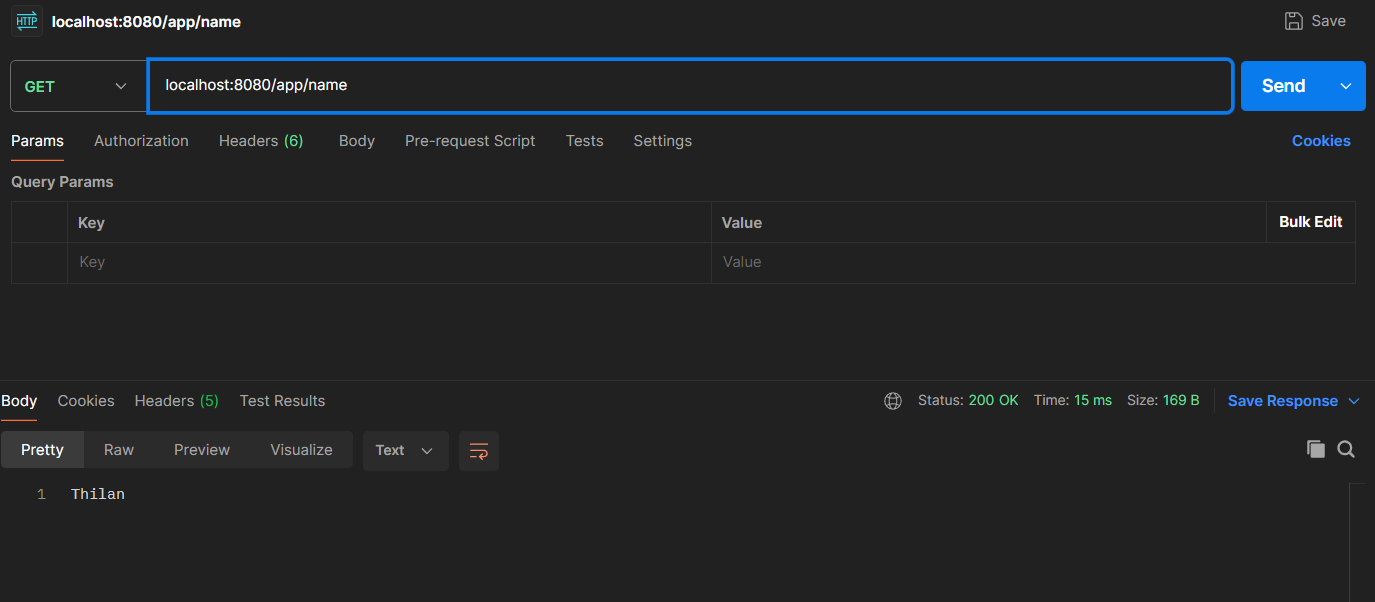 HTTP localhost:8080/app/name Save
GET localhost:8080/app/name Send
Params Authorization Headers (6) Body Pre-request Script Tests Settings Cookies
Query Params
Key Value Bulk Edit
Key Value
Body Cookies Headers (5) Test Results Status: 200 OK Time: 15 ms Size: 169 B Save Response
Pretty Raw Preview Visualize Text
1 Thilan